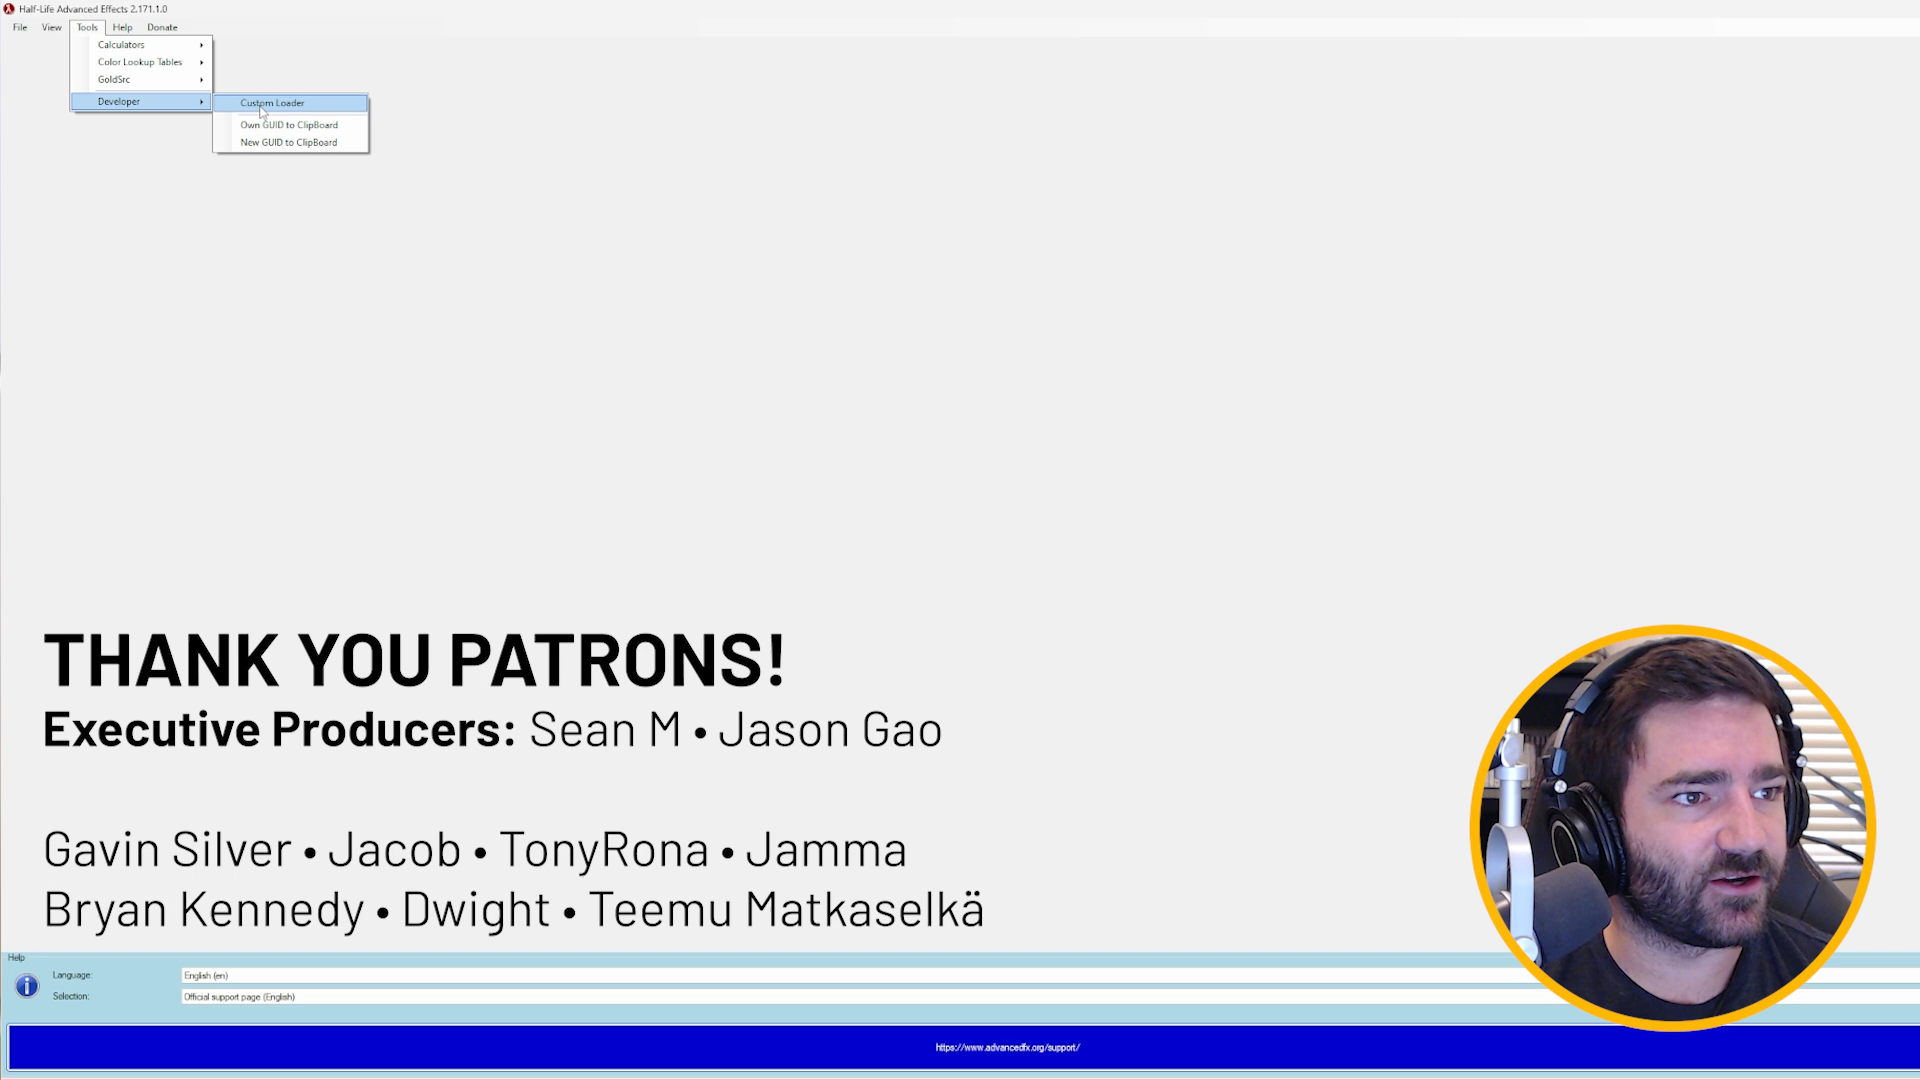 Half-Life Advanced Effects 2.171.1.0
File View Tools Help Donate
Calculators
Color Lookup Tables
GoldSrc
Developer
Custom Loader
Own GUID to ClipBoard
New GUID to ClipBoard
THANK YOU PATRONS!
Executive Producers: Sean M • Jason Gao
Gavin Silver • Jacob • TonyRona • Jamma
Bryan Kennedy • Dwight • Teemu Matkaselkä
Help
Language: English (en)
Selection: Official support page (English)
https://www.advancedfx.org/support/